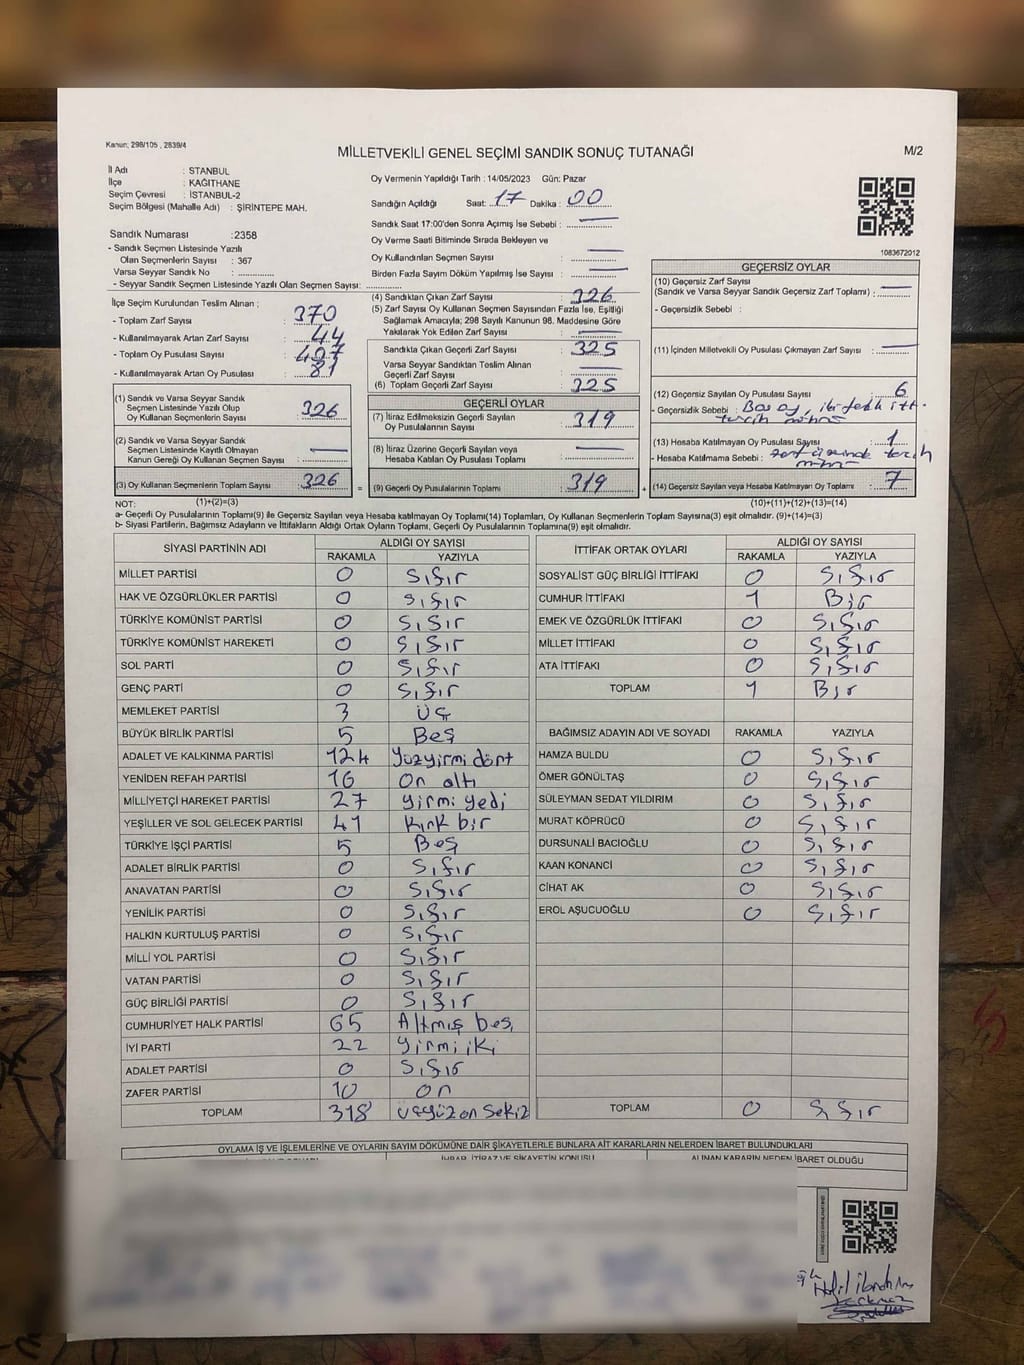 Kanun; 298/105 , 2839/4
MİLLETVEKİLİ GENEL SEÇİMİ SANDIK SONUÇ TUTANAĞI
M/2
İl Adı : STANBUL
İlçe : KAĞITHANE
Seçim Çevresi : İSTANBUL-2
Seçim Bölgesi (Mahalle Adı) : ŞİRİNTEPE MAH.
Oy Vermenin Yapıldığı Tarih : 14/05/2023 Gün: Pazar
Sandığın Açıldığı Saat: 17 Dakika : 00
Sandık Saat 17:00'den Sonra Açımış İse Sebebi :
Oy Verme Saati Bitiminde Sırada Bekleyen ve
Oy Kullandırılan Seçmen Sayısı :
Birden Fazla Sayım Döküm Yapılmış İse Sayısı :
1083672012
Sandık Numarası :2358
- Sandık Seçmen Listesinde Yazılı
Olan Seçmenlerin Sayısı : 367
Varsa Seyyar Sandık No :
- Seyyar Sandık Seçmen Listesinde Yazılı Olan Seçmen Sayısı:
İlçe Seçim Kurulundan Teslim Alınan ;
- Toplam Zarf Sayısı : 370
- Kullanılmayarak Artan Zarf Sayısı : 44
- Toplam Oy Pusulası Sayısı :
- Kullanılmayarak Artan Oy Pusulası : 81
(1) Sandık ve Varsa Seyyar Sandık
Seçmen Listesinde Yazılı Olup
Oy Kullanan Seçmenlerin Sayısı : 326
(2) Sandık ve Varsa Seyyar Sandık
Seçmen Listesinde Kayıtlı Olmayan
Kanun Gereği Oy Kullanan Seçmen Sayısı :
(3) Oy Kullanan Seçmenlerin Toplam Sayısı : 326
(4) Sandıktan Çıkan Zarf Sayısı : 326
(5) Zarf Sayısı Oy Kullanan Seçmen Sayısından Fazla İse, Eşitliği
Sağlamak Amacıyla; 298 Sayılı Kanunun 98. Maddesine Göre
Yakılarak Yok Edilen Zarf Sayısı :
Sandıkta Çıkan Geçerli Zarf Sayısı : 325
Varsa Seyyar Sandıktan Teslim Alınan
Geçerli Zarf Sayısı :
(6) Toplam Geçerli Zarf Sayısı : 325
GEÇERLİ OYLAR
(7) İtiraz Edilmeksizin Geçerli Sayılan
Oy Pusulalarının Sayısı : 319
(8) İtiraz Üzerine Geçerli Sayılan veya
Hesaba Katılan Oy Pusulası Toplamı :
= (9) Geçerli Oy Pusulalarının Toplamı : 319
GEÇERSİZ OYLAR
(10) Geçersiz Zarf Sayısı
(Sandık ve Varsa Seyyar Sandık Geçersiz Zarf Toplamı) :
- Geçersizlik Sebebi :
(11) İçinden Milletvekili Oy Pusulası Çıkmayan Zarf Sayısı :
(12) Geçersiz Sayılan Oy Pusulası Sayısı : 6
- Geçersizlik Sebebi : Boş oy,
(13) Hesaba Katılmayan Oy Pusulası Sayısı : 1
- Hesaba Katılmama Sebebi :
+ (14) Geçersiz Sayılan veya Hesaba Katılmayan Oy Toplamı : 7
NOT: (1)+(2)=(3) (10)+(11)+(12)+(13)=(14)
a- Geçerli Oy Pusulalarının Toplamı(9) ile Geçersiz Sayılan veya Hesaba katılmayan Oy Toplamı(14) Toplamları, Oy Kullanan Seçmenlerin Toplam Sayısına(3) eşit olmalıdır. (9)+(14)=(3)
b- Siyasi Partilerin, Bağımsız Adayların ve İttifakların Aldığı Ortak Oyların Toplamı, Geçerli Oy Pusulalarının Toplamına(9) eşit olmalıdır.
SİYASİ PARTİNİN ADI ALDIĞI OY SAYISI
RAKAMLA YAZIYLA
MİLLET PARTİSİ 0 Sıfır
HAK VE ÖZGÜRLÜKLER PARTİSİ 0 Sıfır
TÜRKİYE KOMÜNİST PARTİSİ 0 Sıfır
TÜRKİYE KOMÜNİST HAREKETİ 0 Sıfır
SOL PARTİ 0 Sıfır
GENÇ PARTİ 0 Sıfır
MEMLEKET PARTİSİ 3 Üç
BÜYÜK BİRLİK PARTİSİ 5 Beş
ADALET VE KALKINMA PARTİSİ 124 Yüzyirmi dört
YENİDEN REFAH PARTİSİ 16 On altı
MİLLİYETÇİ HAREKET PARTİSİ 27 Yirmi yedi
YEŞİLLER VE SOL GELECEK PARTİSİ 41 Kırk bir
TÜRKİYE İŞÇİ PARTİSİ 5 Beş
ADALET BİRLİK PARTİSİ 0 Sıfır
ANAVATAN PARTİSİ 0 Sıfır
YENİLİK PARTİSİ 0 Sıfır
HALKIN KURTULUŞ PARTİSİ 0 Sıfır
MİLLİ YOL PARTİSİ 0 Sıfır
VATAN PARTİSİ 0 Sıfır
GÜÇ BİRLİĞİ PARTİSİ 0 Sıfır
CUMHURİYET HALK PARTİSİ 65 Altmış beş
İYİ PARTİ 22 Yirmi iki
ADALET PARTİSİ 0 Sıfır
ZAFER PARTİSİ 10 On
TOPLAM 318 Üçyüz on sekiz
İTTİFAK ORTAK OYLARI ALDIĞI OY SAYISI
RAKAMLA YAZIYLA
SOSYALİST GÜÇ BİRLİĞİ İTTİFAKI 0 Sıfır
CUMHUR İTTİFAKI 1 Bir
EMEK VE ÖZGÜRLÜK İTTİFAKI 0 Sıfır
MİLLET İTTİFAKI 0 Sıfır
ATA İTTİFAKI 0 Sıfır
TOPLAM 1 Bir
BAĞIMSIZ ADAYIN ADI VE SOYADI RAKAMLA YAZIYLA
HAMZA BULDU 0 Sıfır
ÖMER GÖNÜLTAŞ 0 Sıfır
SÜLEYMAN SEDAT YILDIRIM 0 Sıfır
MURAT KÖPRÜCÜ 0 Sıfır
DURSUNALİ BACIOĞLU 0 Sıfır
KAAN KONANCİ 0 Sıfır
CİHAT AK 0 Sıfır
EROL AŞUCUOĞLU 0 Sıfır
TOPLAM 0 Sıfır
OYLAMA İŞ VE İŞLEMLERİNE VE OYLARIN SAYIM DÖKÜMÜNE DAİR ŞİKAYETLERLE BUNLARA AİT KARARLARIN NELERDEN İBARET BULUNDUKLARI
İHBAR, İTİRAZ VE ŞİKAYETİN KONUSU ALINAN KARARIN NEDEN İBARET OLDUĞU
Halil ibrahim